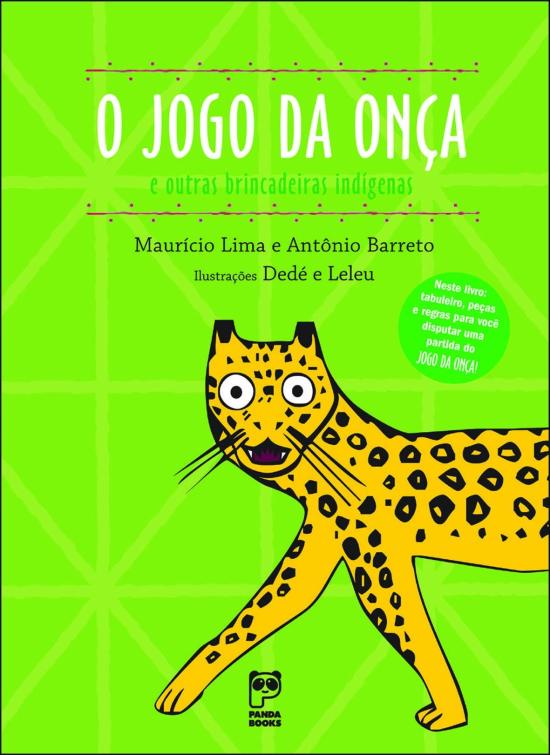 O JOGO DA ONÇA
e outras brincadeiras indígenas
Maurício Lima e Antônio Barreto
Ilustrações Dedé e Leleu
Neste livro:
tabuleiro, peças
e regras para você
disputar uma
partida do
JOGO DA ONÇA!
PANDA
BOOKS